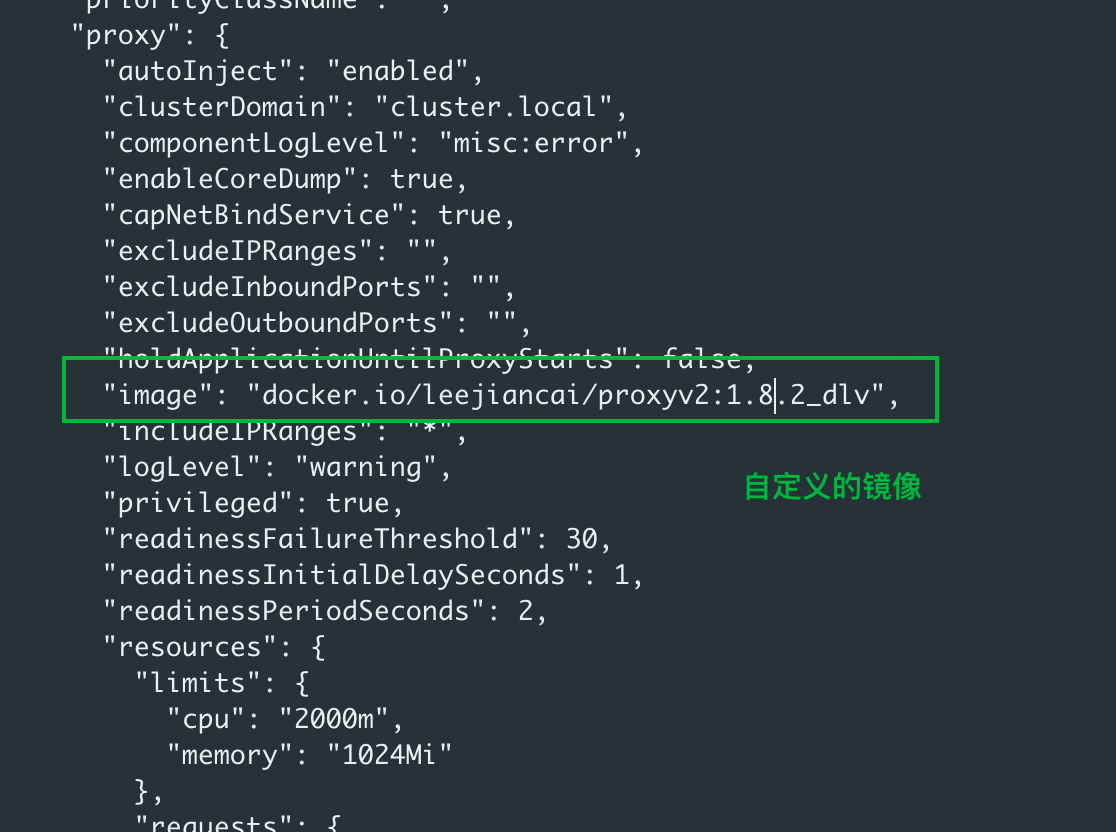 "priorityClassName": "",
"proxy": {
"autoInject": "enabled",
"clusterDomain": "cluster.local",
"componentLogLevel": "misc:error",
"enableCoreDump": true,
"capNetBindService": true,
"excludeIPRanges": "",
"excludeInboundPorts": "",
"excludeOutboundPorts": "",
"holdApplicationUntilProxyStarts": false,
"image": "docker.io/leejiancai/proxyv2:1.8.2_dlv",
"includeIPRanges": "*",
"logLevel": "warning",
自定义的镜像
"privileged": true,
"readinessFailureThreshold": 30,
"readinessInitialDelaySeconds": 1,
"readinessPeriodSeconds": 2,
"resources": {
"limits": {
"cpu": "2000m",
"memory": "1024Mi"
},
"requests": {